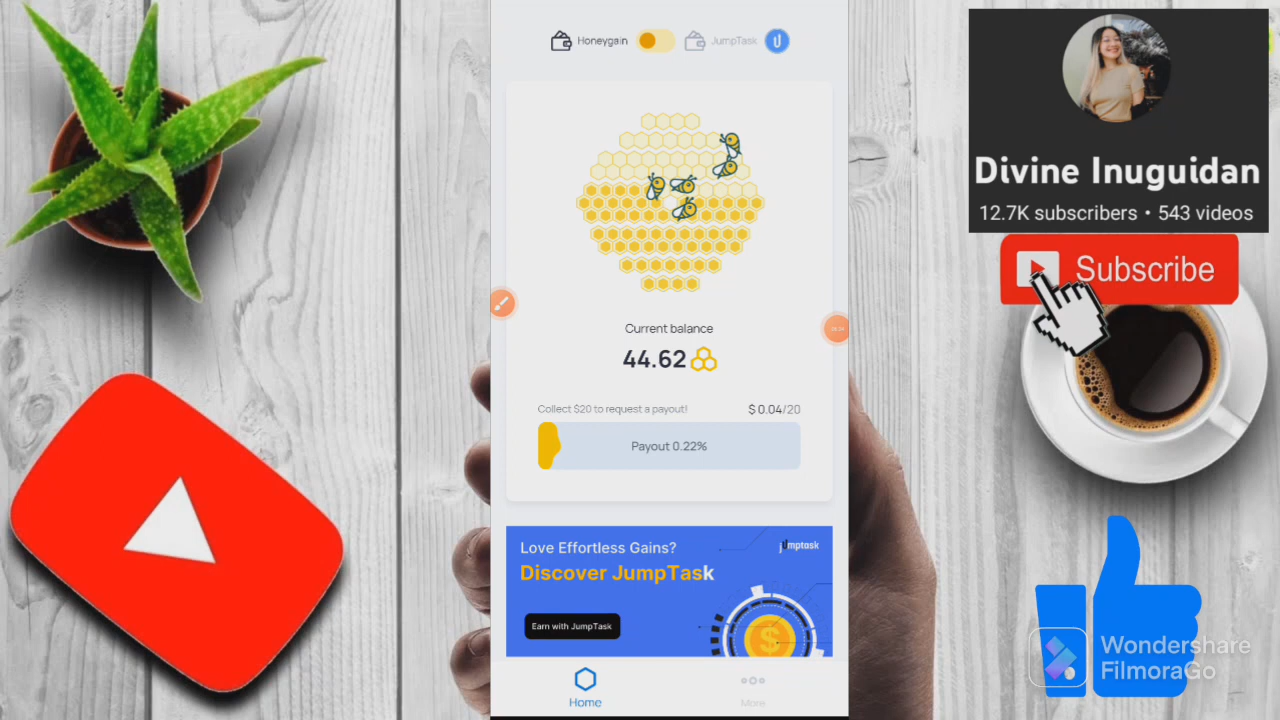 Honeygain
JumpTask
Current balance
44.62
Collect $20 to request a payout!
$ 0.04/20
Payout 0.22%
Love Effortless Gains?
jumptask
Discover JumpTask
Earn with JumpTask
Home
More
Divine Inuguidan
12.7K subscribers • 543 videos
Subscribe
Wondershare
FilmoraGo